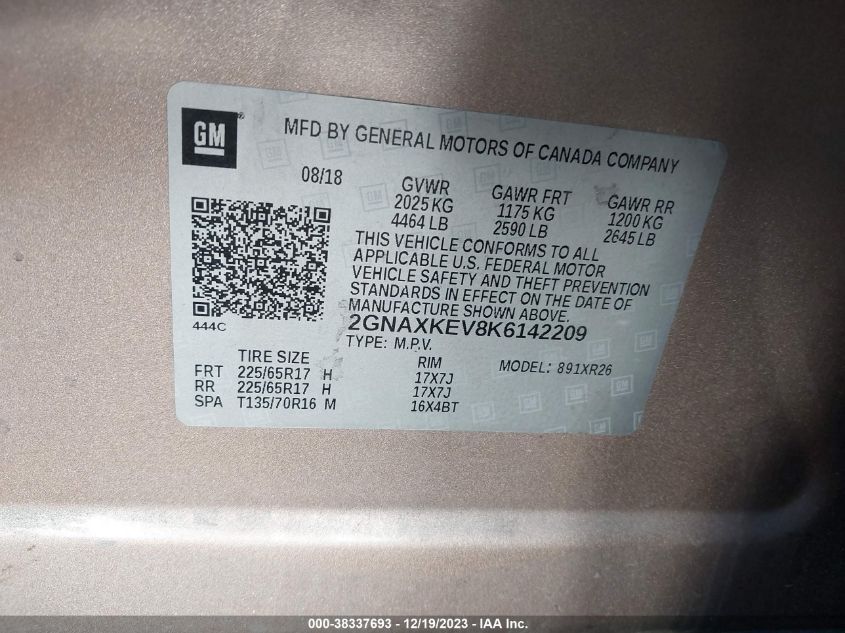 GM ®
MFD BY GENERAL MOTORS OF CANADA COMPANY
08/18
GVWR GAWR FRT GAWR RR
2025 KG 1175 KG 1200 KG
4464 LB 2590 LB 2645 LB
THIS VEHICLE CONFORMS TO ALL
APPLICABLE U.S. FEDERAL MOTOR
VEHICLE SAFETY AND THEFT PREVENTION
STANDARDS IN EFFECT ON THE DATE OF
MANUFACTURE SHOWN ABOVE.
444C
2GNAXKEV8K6142209
TYPE: M.P.V.
TIRE SIZE RIM MODEL: 891XR26
FRT 225/65R17 H 17X7J
RR 225/65R17 H 17X7J
SPA T135/70R16 M 16X4BT
000-38337693 - 12/19/2023 - IAA Inc.